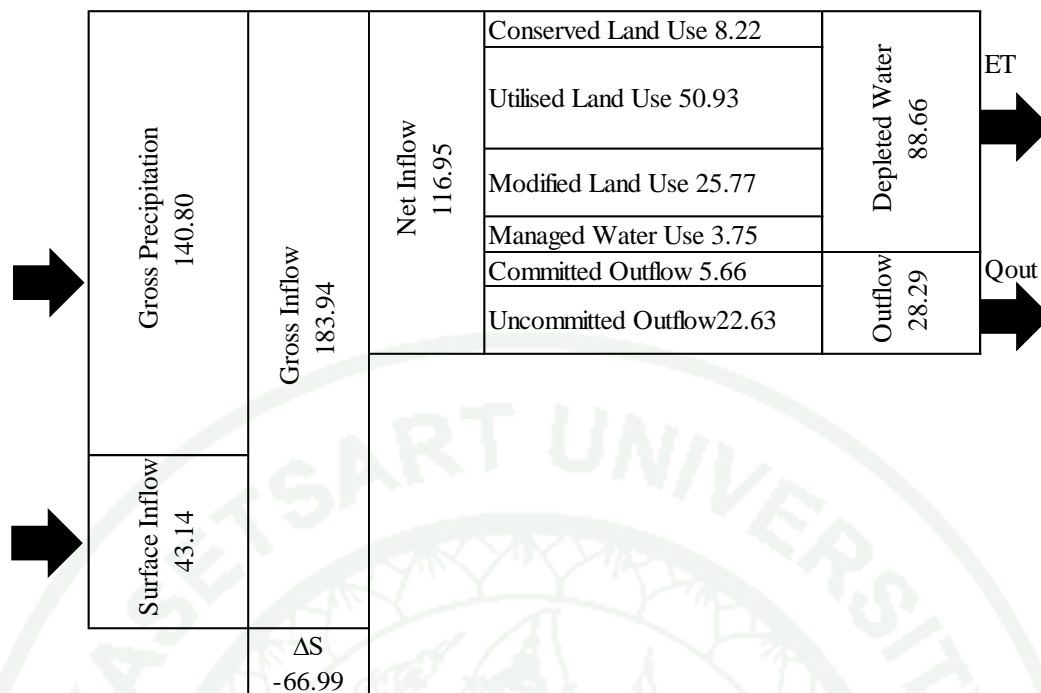 Gross Precipitation
140.80
Surface Inflow
43.14
Gross Inflow
183.94
ΔS
-66.99
Net Inflow
116.95
Conserved Land Use 8.22
Utilised Land Use 50.93
Modified Land Use 25.77
Managed Water Use 3.75
Committed Outflow 5.66
Uncommitted Outflow22.63
Depleted Water
88.66
Outflow
28.29
ET
Qout
KASETSART UNIVERSITY